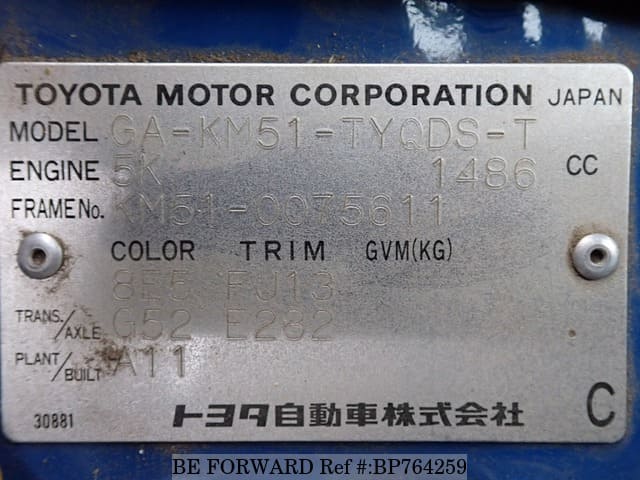 TOYOTA MOTOR CORPORATION JAPAN
MODEL GA-KM51-TYQDS-T
ENGINE 5K 1486 CC
FRAME No. KM51-0075611
COLOR TRIM GVM(KG)
8E5 FJ13
TRANS./AXLE G52 E282
PLANT/BUILT A11
30881 トヨタ自動車株式会社 C
BE FORWARD Ref #:BP764259